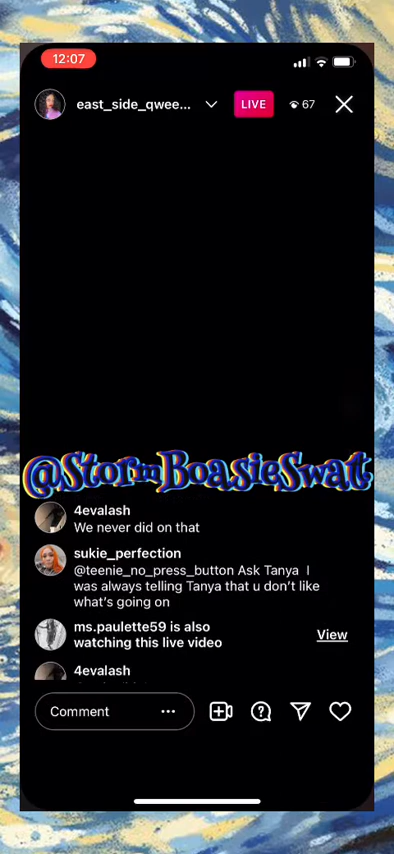 12:07
east_side_qwee...
LIVE
67
@StormBoasieSwatt
4evalash
We never did on that
sukie_perfection
@teenie_no_press_button Ask Tanya I
was always telling Tanya that u don't like
what's going on
ms.paulette59 is also
watching this live video
View
4evalash
Comment